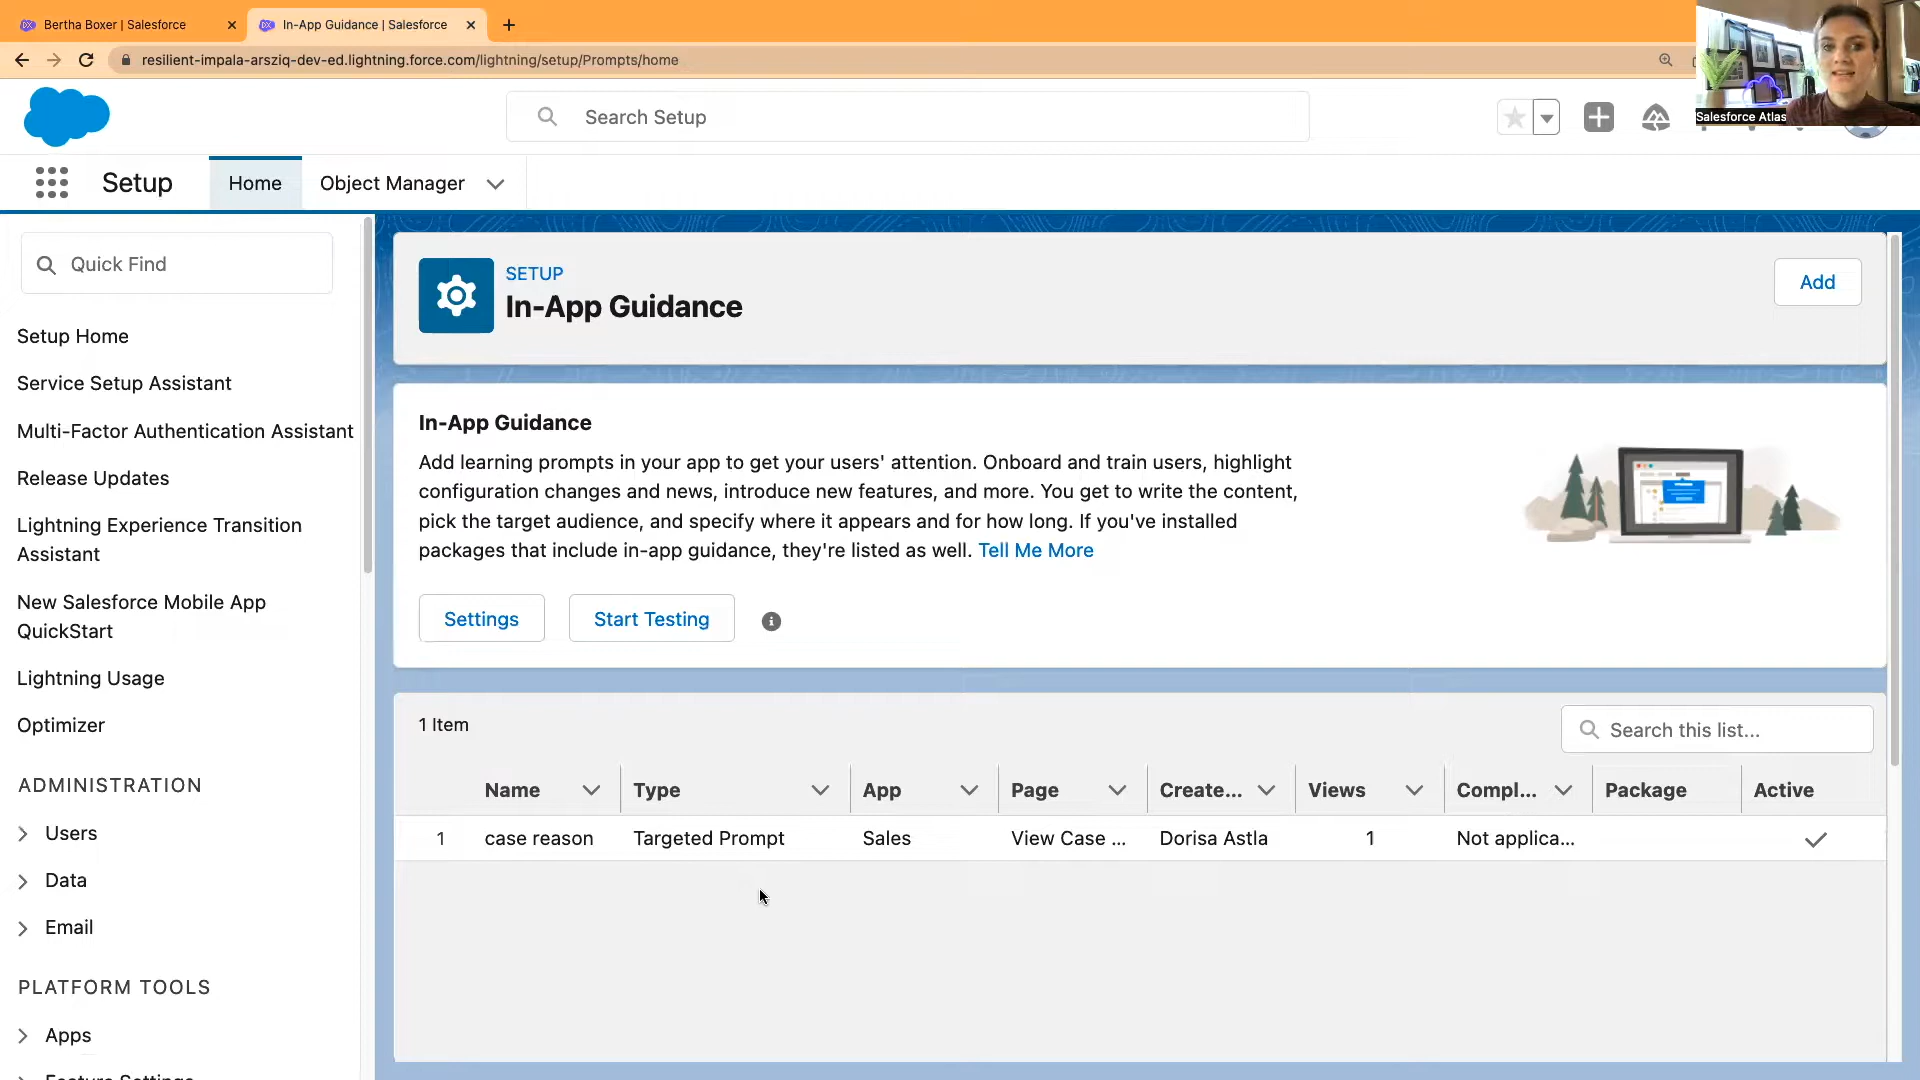 Bertha Boxer | Salesforce
In-App Guidance | Salesforce
resilient-impala-arsziq-dev-ed.lightning.force.com/lightning/setup/Prompts/home
Salesforce Atlas
Search Setup
Setup
Home
Object Manager
Quick Find
Setup Home
Service Setup Assistant
Multi-Factor Authentication Assistant
Release Updates
Lightning Experience Transition
Assistant
New Salesforce Mobile App
QuickStart
Lightning Usage
Optimizer
ADMINISTRATION
Users
Data
Email
PLATFORM TOOLS
Apps
Feature Settings
SETUP
In-App Guidance
Add
In-App Guidance
Add learning prompts in your app to get your users' attention. Onboard and train users, highlight
configuration changes and news, introduce new features, and more. You get to write the content,
pick the target audience, and specify where it appears and for how long. If you've installed
packages that include in-app guidance, they're listed as well. Tell Me More
Settings
Start Testing
1 Item
Search this list...
Name Type App Page Create... Views Compl... Package Active
1 case reason Targeted Prompt Sales View Case ... Dorisa Astla 1 Not applica...